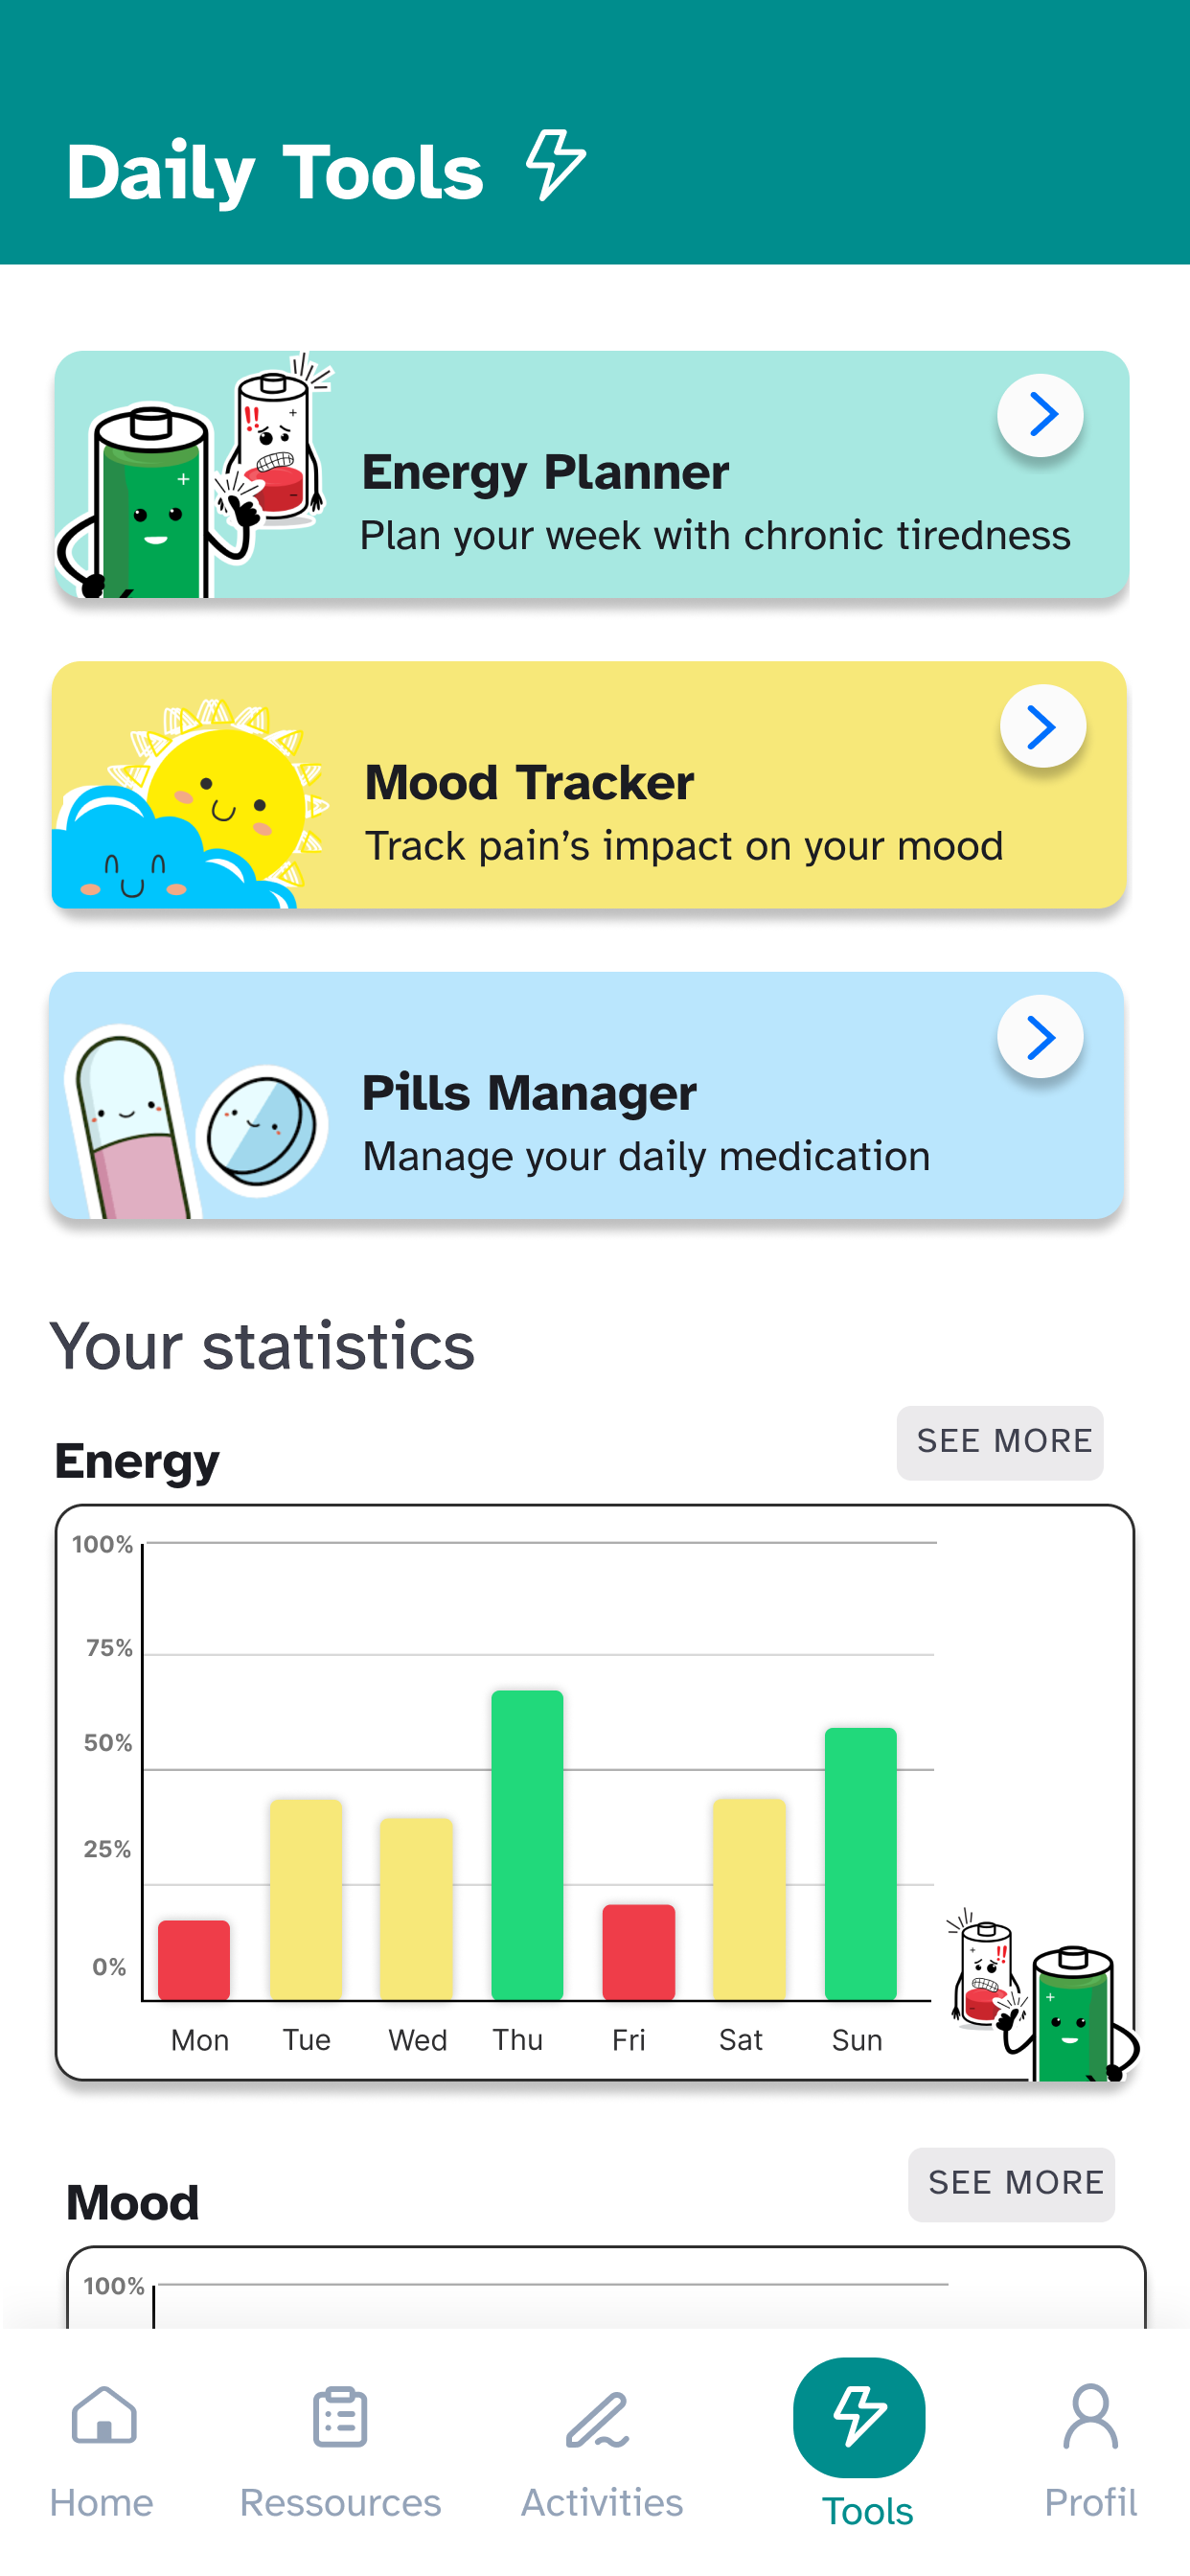 Daily Tools
Energy Planner
Plan your week with chronic tiredness
Mood Tracker
Track pain’s impact on your mood
Pills Manager
Manage your daily medication
Your statistics
SEE MORE
Energy
100%
75%
50%
25%
0%
Mon Tue Wed Thu Fri Sat Sun
SEE MORE
Mood
100%
Home Ressources Activities Tools Profil